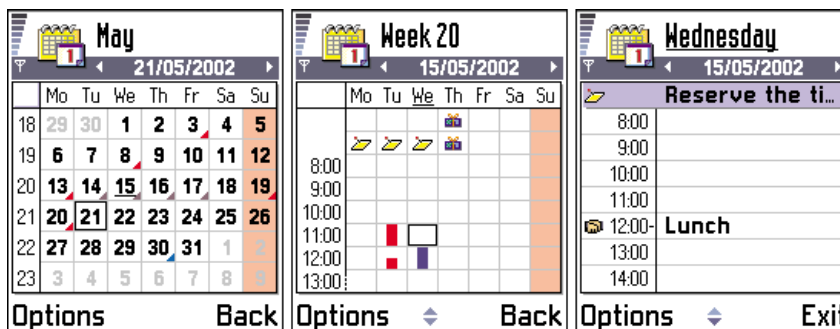 May
21/05/2002
Mo Tu We Th Fr Sa Su
18 29 30 1 2 3 4 5
19 6 7 8 9 10 11 12
20 13 14 15 16 17 18 19
21 20 21 22 23 24 25 26
22 27 28 29 30 31 1 2
23 3 4 5 6 7 8 9
Options Back
Week 20
15/05/2002
Mo Tu We Th Fr Sa Su
8:00
9:00
10:00
11:00
12:00
13:00
Options Back
Wednesday
15/05/2002
Reserve the ti...
8:00
9:00
10:00
11:00
12:00- Lunch
13:00
14:00
Options Exit